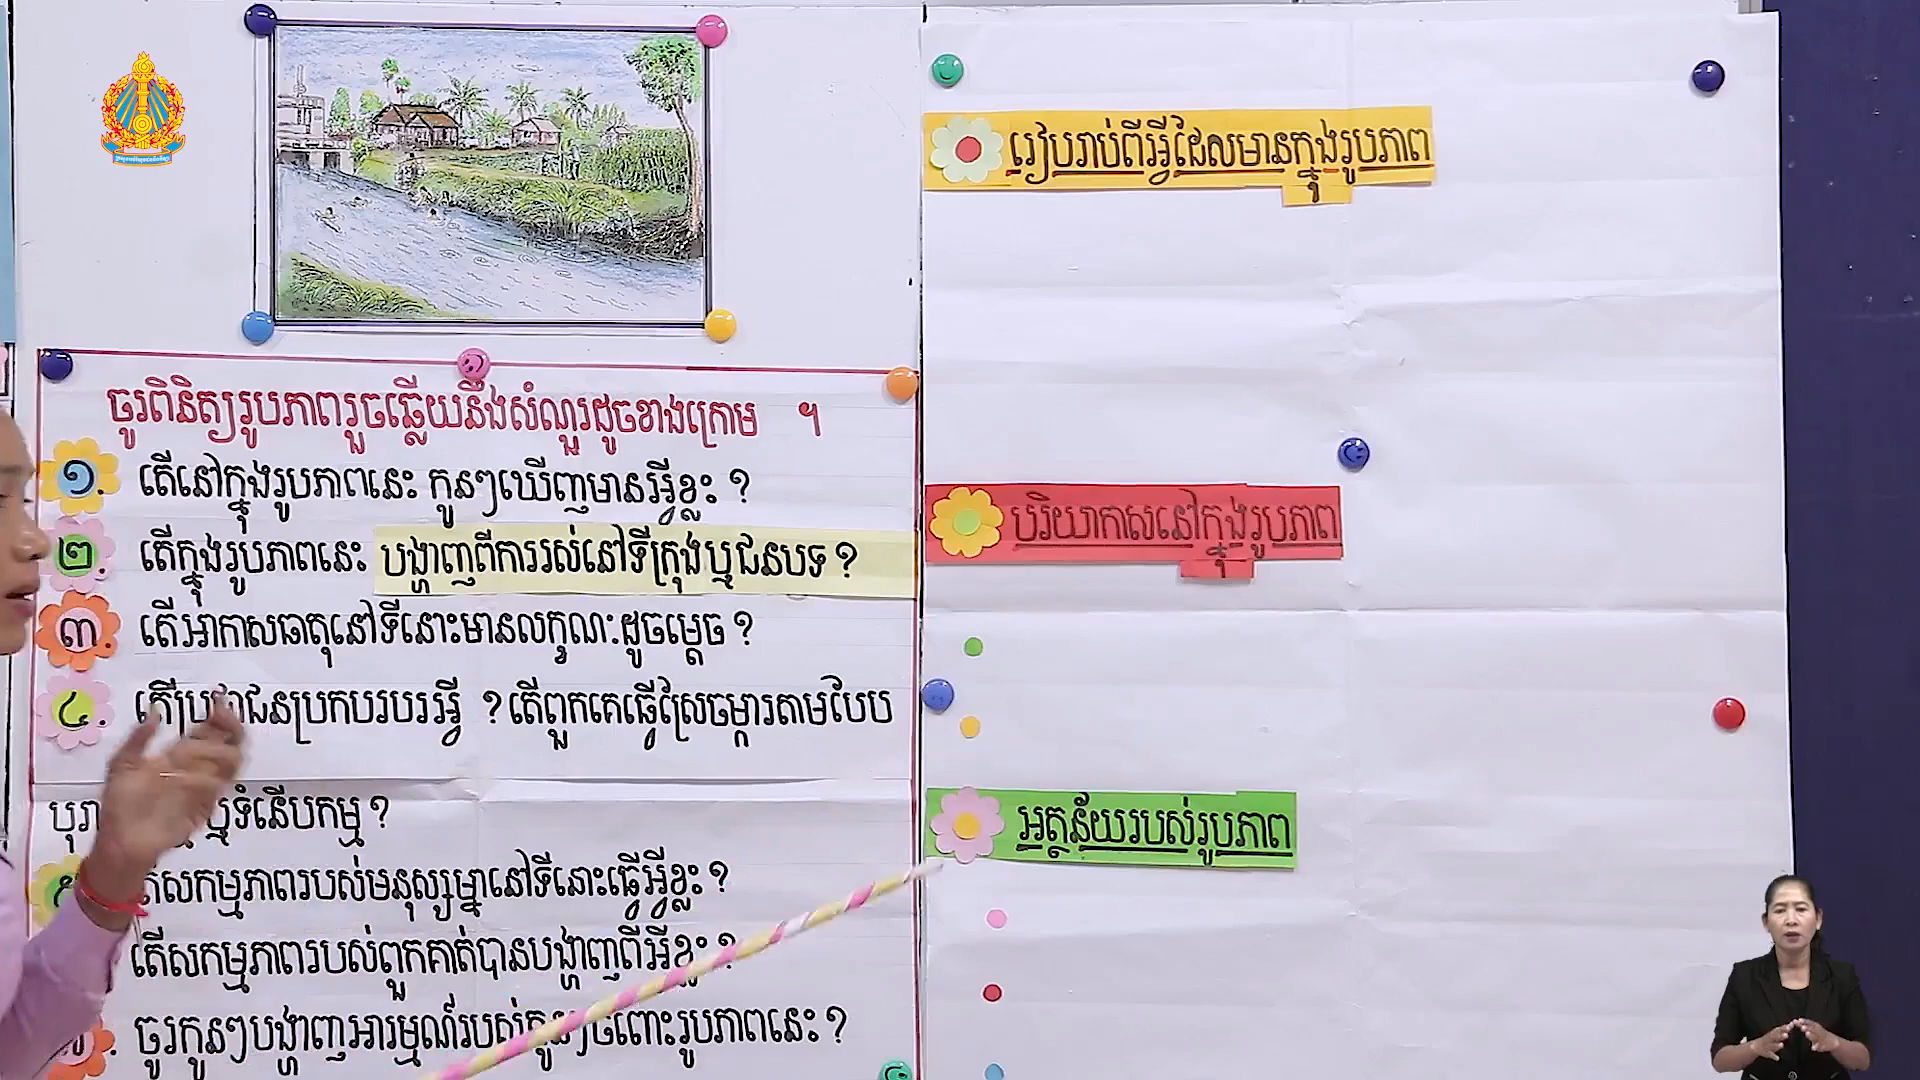 ចូរពិនិត្យរូបភាពរួចឆ្លើយនឹងសំណួរដូចខាងក្រោម ។
១. តើនៅក្នុងរូបភាពនេះ កូនៗឃើញមានអ្វីខ្លះ ?
២. តើក្នុងរូបភាពនេះ បង្ហាញពីការរស់នៅទីក្រុងឬជនបទ ?
៣. តើអាកាសធាតុនៅទីនោះមានលក្ខណៈដូចម្ដេច ?
៤. តើប្រជាជនប្រកបរបរអ្វី ? តើពួកគេធ្វើស្រែចម្ការតាមបែប
ឬទំនើបកម្ម ?
សកម្មភាពរបស់មនុស្សម្នានៅទីនោះធ្វើអ្វីខ្លះ ?
តើសកម្មភាពរបស់ពួកគាត់បានបង្ហាញពីអ្វីខ្លះ ?
ចូរកូនៗបង្ហាញអារម្មណ៍របស់កូនៗចំពោះរូបភាពនេះ ?
រៀបរាប់ពីអ្វីដែលមានក្នុងរូបភាព
បរិយាកាសនៅក្នុងរូបភាព
អត្ថន័យរបស់រូបភាព